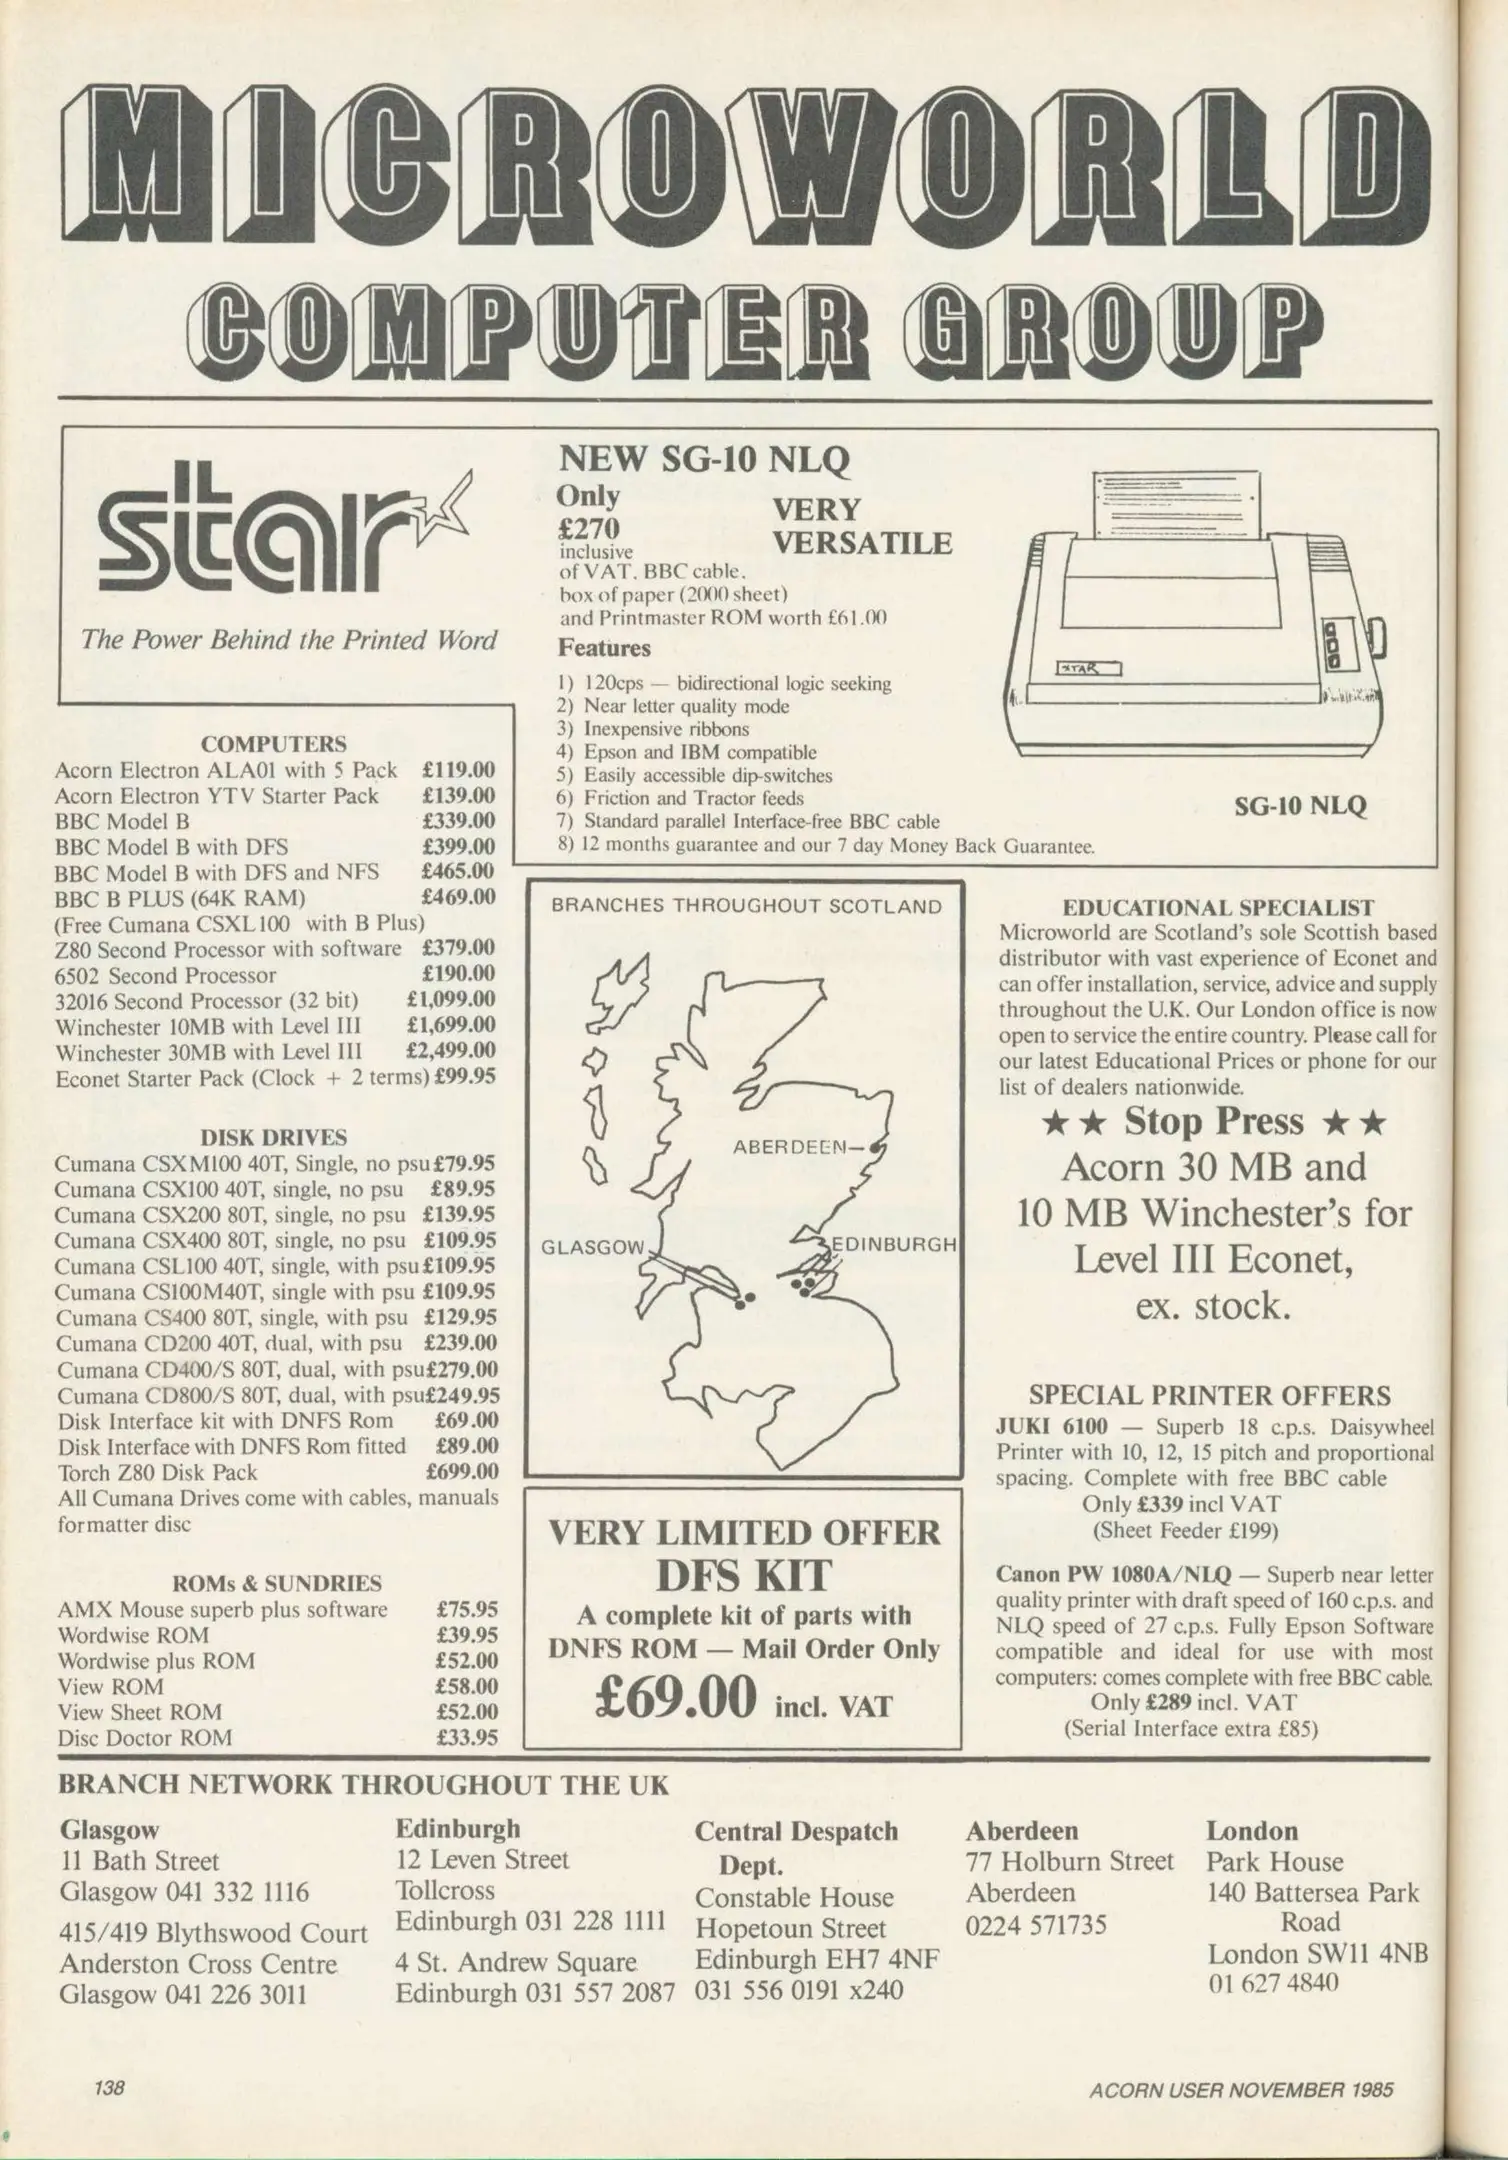 MICROWORLD
COMPUTER GROUP
star
The Power Behind the Printed Word
NEW SG-10 NLQ
Only
£270
VERY
VERSATILE
inclusive
of VAT. BBC cable.
box of paper (2000 sheet)
and Printmaster ROM worth £61.00
Features
1) 120cps — bidirectional logic seeking
2) Near letter quality mode
3) Inexpensive ribbons
4) Epson and IBM compatible
5) Easily accessible dip-switches
6) Friction and Tractor feeds
7) Standard parallel Interface-free BBC cable
8) 12 months guarantee and our 7 day Money Back Guarantee.
STAR
SG-10 NLQ
COMPUTERS
Acorn Electron ALA01 with 5 Pack £119.00
Acorn Electron YTV Starter Pack £139.00
BBC Model B £339.00
BBC Model B with DFS £399.00
BBC Model B with DFS and NFS £465.00
BBC B PLUS (64K RAM) £469.00
(Free Cumana CSXL100 with B Plus)
Z80 Second Processor with software £379.00
6502 Second Processor £190.00
32016 Second Processor (32 bit) £1,099.00
Winchester 10MB with Level III £1,699.00
Winchester 30MB with Level III £2,499.00
Econet Starter Pack (Clock + 2 terms) £99.95
DISK DRIVES
Cumana CSXM100 40T, Single, no psu £79.95
Cumana CSX100 40T, single, no psu £89.95
Cumana CSX200 80T, single, no psu £139.95
Cumana CSX400 80T, single, no psu £109.95
Cumana CSL100 40T, single, with psu £109.95
Cumana CS100M40T, single with psu £109.95
Cumana CS400 80T, single, with psu £129.95
Cumana CD200 40T, dual, with psu £239.00
Cumana CD400/S 80T, dual, with psu £279.00
Cumana CD800/S 80T, dual, with psu £249.95
Disk Interface kit with DNFS Rom £69.00
Disk Interface with DNFS Rom fitted £89.00
Torch Z80 Disk Pack £699.00
All Cumana Drives come with cables, manuals
formatter disc
ROMs & SUNDRIES
AMX Mouse superb plus software £75.95
Wordwise ROM £39.95
Wordwise plus ROM £52.00
View ROM £58.00
View Sheet ROM £52.00
Disc Doctor ROM £33.95
BRANCHES THROUGHOUT SCOTLAND
ABERDEEN
GLASGOW
EDINBURGH
VERY LIMITED OFFER
DFS KIT
A complete kit of parts with
DNFS ROM — Mail Order Only
£69.00 incl. VAT
EDUCATIONAL SPECIALIST
Microworld are Scotland's sole Scottish based
distributor with vast experience of Econet and
can offer installation, service, advice and supply
throughout the U.K. Our London office is now
open to service the entire country. Please call for
our latest Educational Prices or phone for our
list of dealers nationwide.
★★ Stop Press ★★
Acorn 30 MB and
10 MB Winchester's for
Level III Econet,
ex. stock.
SPECIAL PRINTER OFFERS
JUKI 6100 — Superb 18 c.p.s. Daisywheel
Printer with 10, 12, 15 pitch and proportional
spacing. Complete with free BBC cable
Only £339 incl VAT
(Sheet Feeder £199)
Canon PW 1080A/NLQ — Superb near letter
quality printer with draft speed of 160 c.p.s. and
NLQ speed of 27 c.p.s. Fully Epson Software
compatible and ideal for use with most
computers: comes complete with free BBC cable.
Only £289 incl. VAT
(Serial Interface extra £85)
BRANCH NETWORK THROUGHOUT THE UK
Glasgow
11 Bath Street
Glasgow 041 332 1116
415/419 Blythswood Court
Anderston Cross Centre
Glasgow 041 226 3011
Edinburgh
12 Leven Street
Tollcross
Edinburgh 031 228 1111
4 St. Andrew Square
Edinburgh 031 557 2087
Central Despatch
Dept.
Constable House
Hopetoun Street
Edinburgh EH7 4NF
031 556 0191 x240
Aberdeen
77 Holburn Street
Aberdeen
0224 571735
London
Park House
140 Battersea Park
Road
London SW11 4NB
01 627 4840
138
ACORN USER NOVEMBER 1985